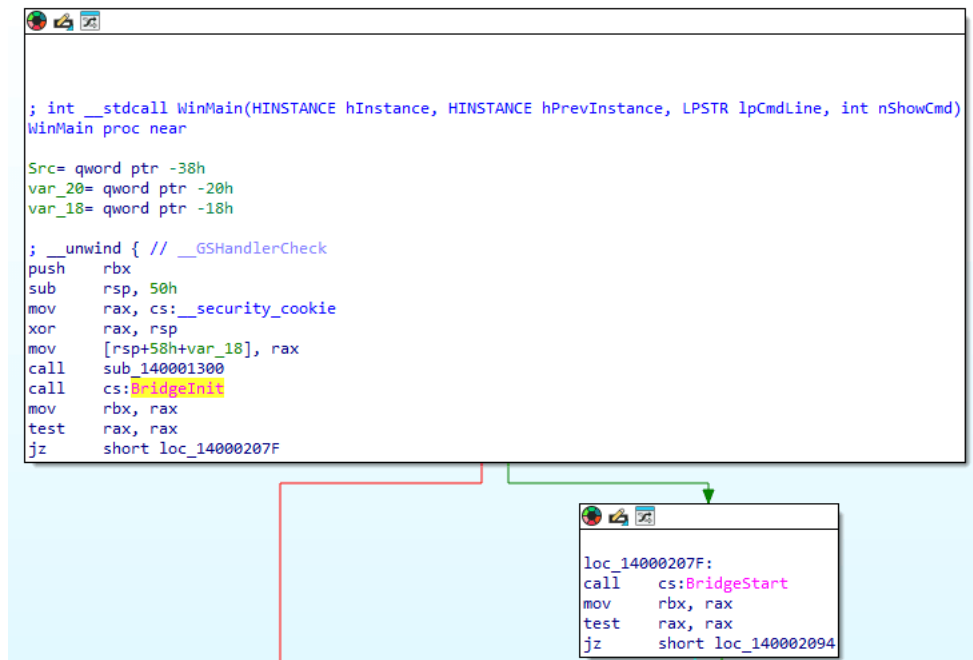 ; int __stdcall WinMain(HINSTANCE hInstance, HINSTANCE hPrevInstance, LPSTR lpCmdLine, int nShowCmd)
WinMain proc near
Src= qword ptr -38h
var_20= qword ptr -20h
var_18= qword ptr -18h
; __unwind { // __GSHandlerCheck
push rbx
sub rsp, 50h
mov rax, cs:__security_cookie
xor rax, rsp
mov [rsp+58h+var_18], rax
call sub_140001300
call cs:BridgeInit
mov rbx, rax
test rax, rax
jz short loc_14000207F
loc_14000207F:
call cs:BridgeStart
mov rbx, rax
test rax, rax
jz short loc_140002094